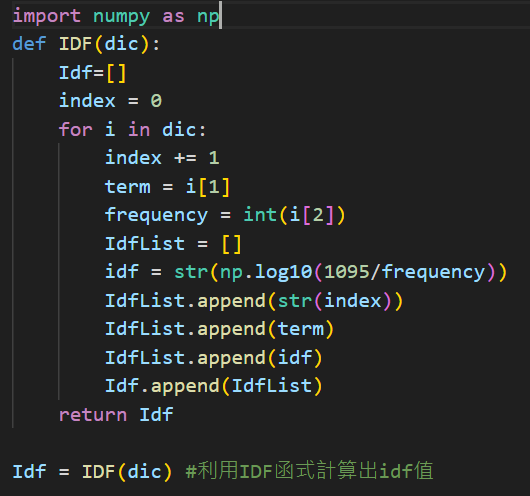 import numpy as np
def IDF(dic):
    Idf=[]
    index = 0
    for i in dic:
        index += 1
        term = i[1]
        frequency = int(i[2])
        IdfList = []
        idf = str(np.log10(1095/frequency))
        IdfList.append(str(index))
        IdfList.append(term)
        IdfList.append(idf)
        Idf.append(IdfList)
    return Idf
Idf = IDF(dic) #利用IDF函式計算出idf值